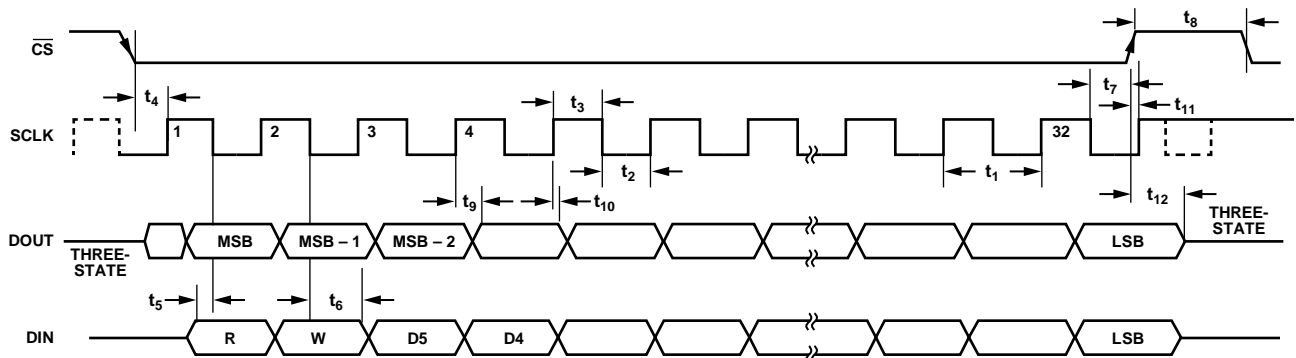 CS
t8
t4
t3
t7
t11
SCLK
1
2
3
4
32
t2
t1
t9
t10
t12
DOUT
THREE-
STATE
MSB
MSB – 1
MSB – 2
LSB
THREE-
STATE
t5
t6
DIN
R
W
D5
D4
LSB